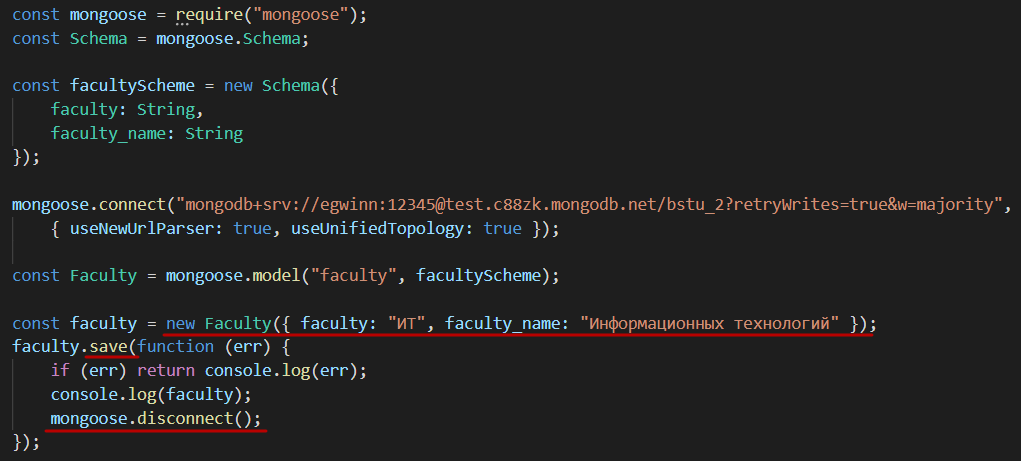 const mongoose = require("mongoose");
const Schema = mongoose.Schema;
const facultyScheme = new Schema({
    faculty: String,
    faculty_name: String
});
mongoose.connect("mongodb+srv://egwinn:12345@test.c88zk.mongodb.net/bstu_2?retryWrites=true&w=majority",
    { useNewUrlParser: true, useUnifiedTopology: true });
const Faculty = mongoose.model("faculty", facultyScheme);
const faculty = new Faculty({ faculty: "ИТ", faculty_name: "Информационных технологий" });
faculty.save(function (err) {
    if (err) return console.log(err);
    console.log(faculty);
    mongoose.disconnect();
});